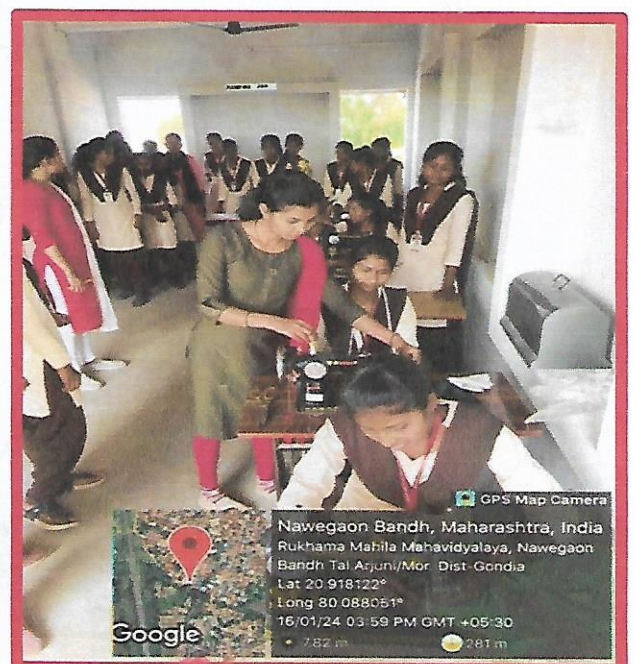 GPS Map Camera
Nawegaon Bandh, Maharashtra, India
Rukhama Mahila Mahavidyalaya, Nawegaon
Bandh Tal.Arjuni/Mor. Dist-Gondia
Lat 20.918122°
Long 80.088051°
16/01/24 03:59 PM GMT +05:30
7.82 m 281 m
Google